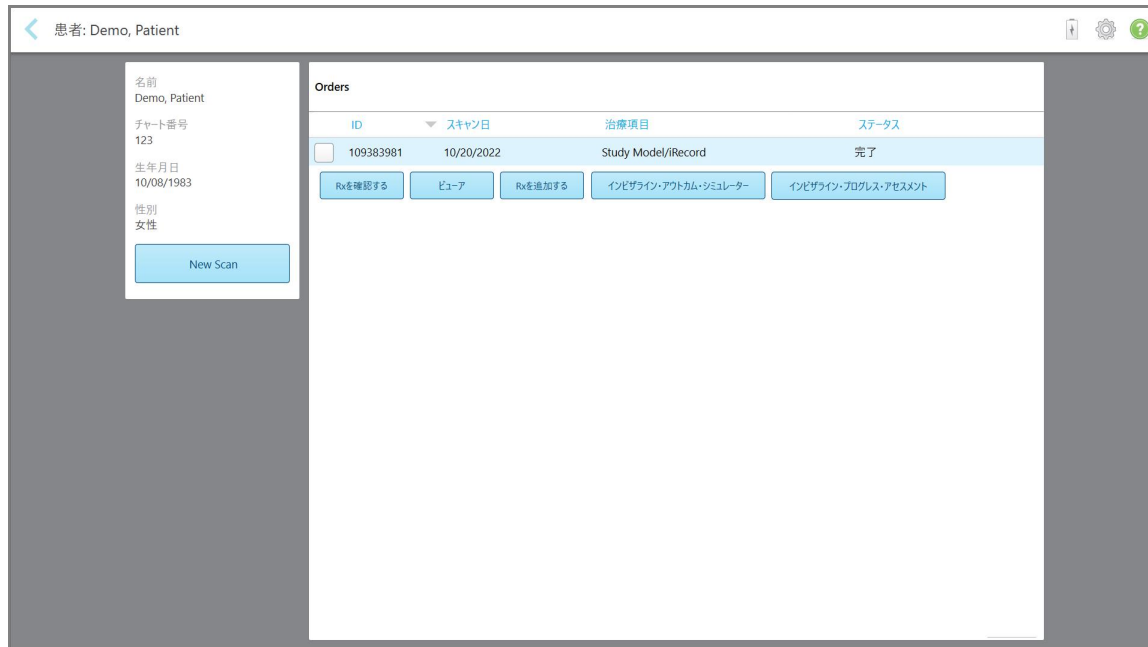 患者: Demo, Patient
?
名前
Demo, Patient
チャート番号
123
生年月日
10/08/1983
性別
女性
New Scan
Orders
ID スキャン日 治療項目 ステータス
109383981 10/20/2022 Study Model/iRecord 完了
Rxを確認する ビューア Rxを追加する インビザライン・アウトカム・シミュレーター インビザライン・プログレス・アセスメント